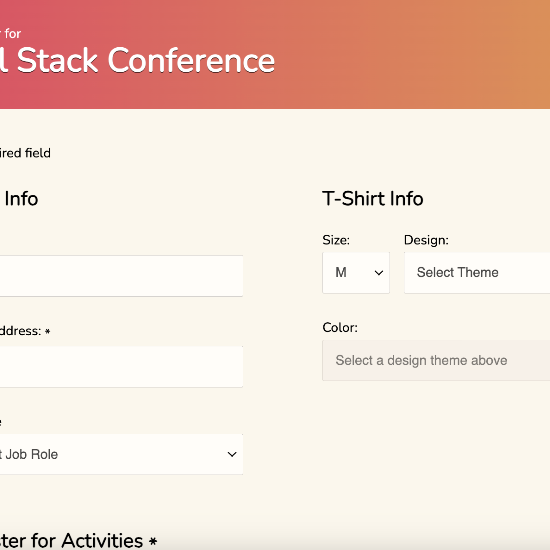 r for
l Stack Conference
ired field
Info
T-Shirt Info
Size:
Design:
M
Select Theme
ddress: *
Color:
Select a design theme above
e
t Job Role
ster for Activities *